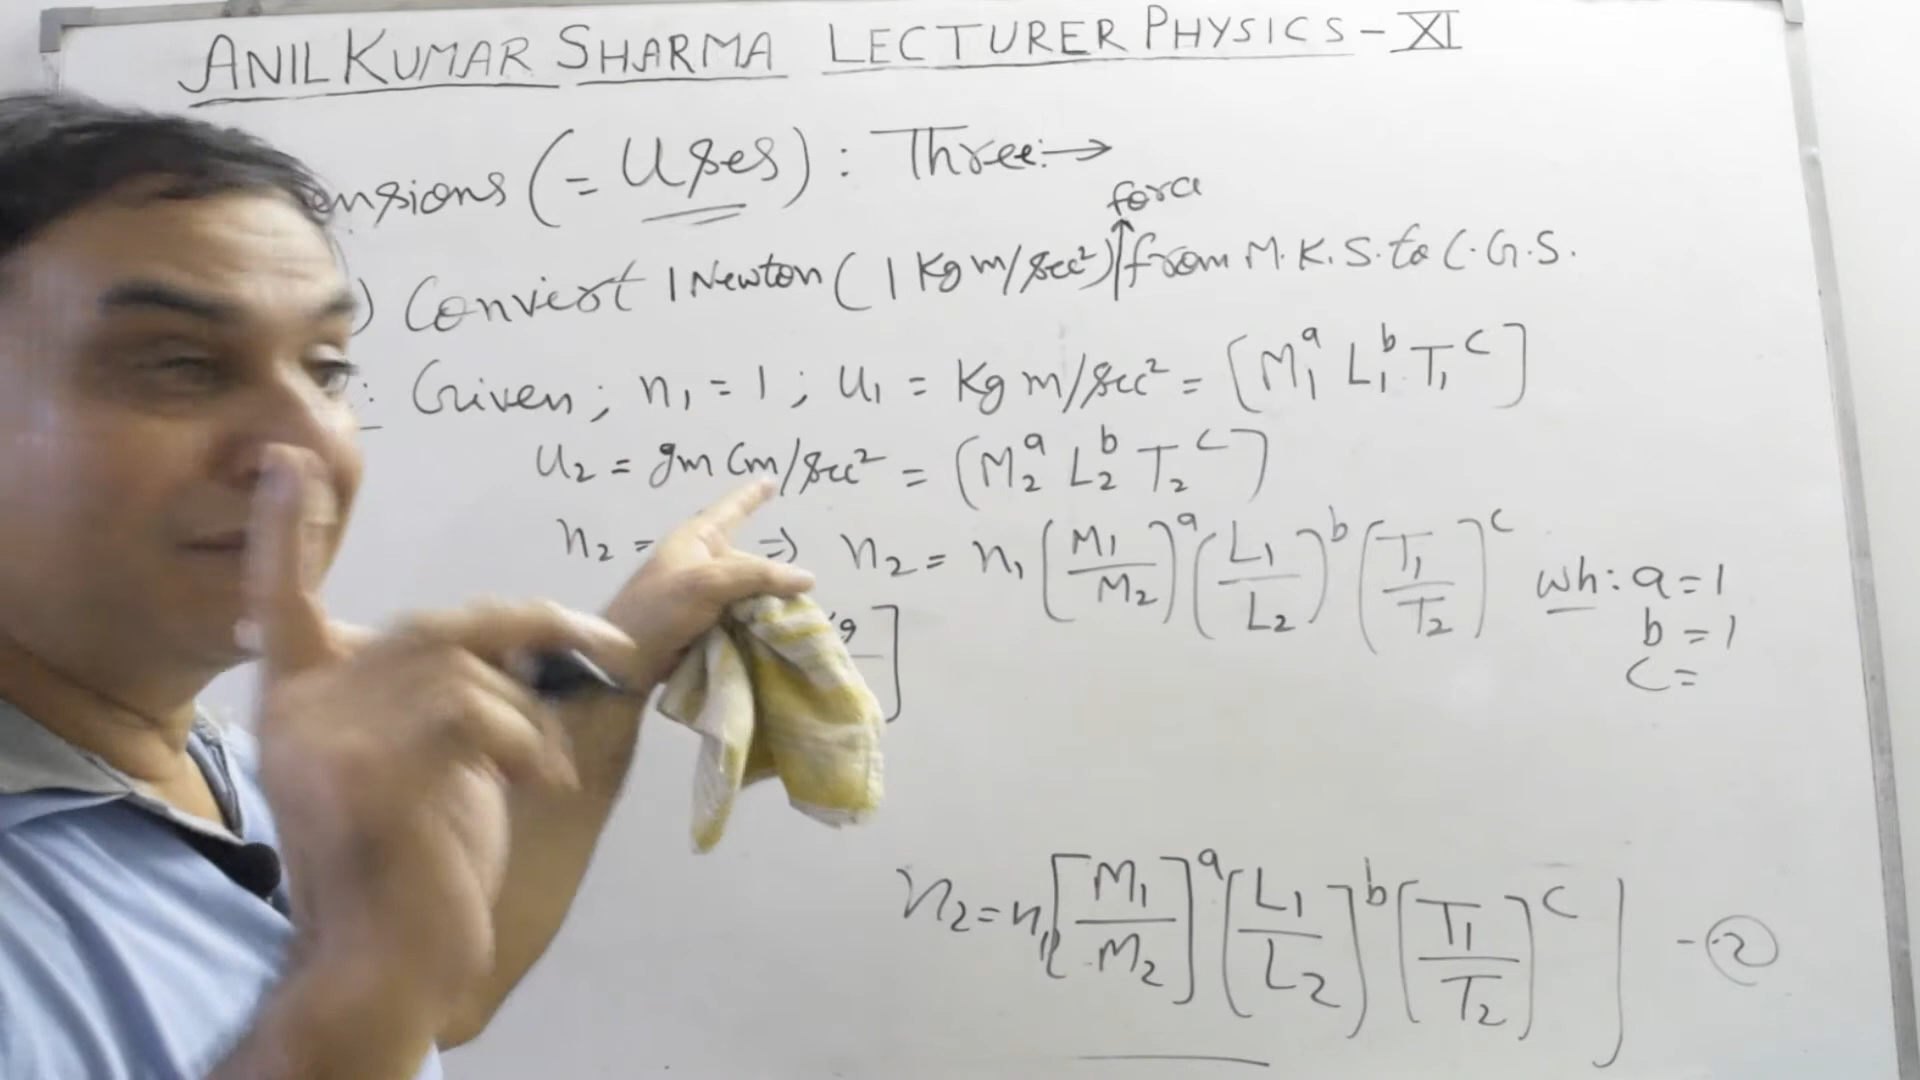 ANIL KUMAR SHARMA LECTURER PHYSICS - XI
ensions (= Uses) : Three:→
force
) Convert 1 Newton ( 1 Kg m/sec² ) from M.K.S. to C.G.S.
: Given ; n₁ = 1 ; u₁ = Kg m/sec² = [M₁ᵃ L₁ᵇ T₁ᶜ]
u₂ = gm Cm/sec² = (M₂ᵃ L₂ᵇ T₂ᶜ]
n₂ = ⇒ n₂ = n₁ (M₁/M₂)ᵃ (L₁/L₂)ᵇ (T₁/T₂)ᶜ wh: a = 1
b = 1
c =
g ]
n₂ = n₁ [M₁/M₂]ᵃ [L₁/L₂]ᵇ [T₁/T₂]ᶜ ] - 2